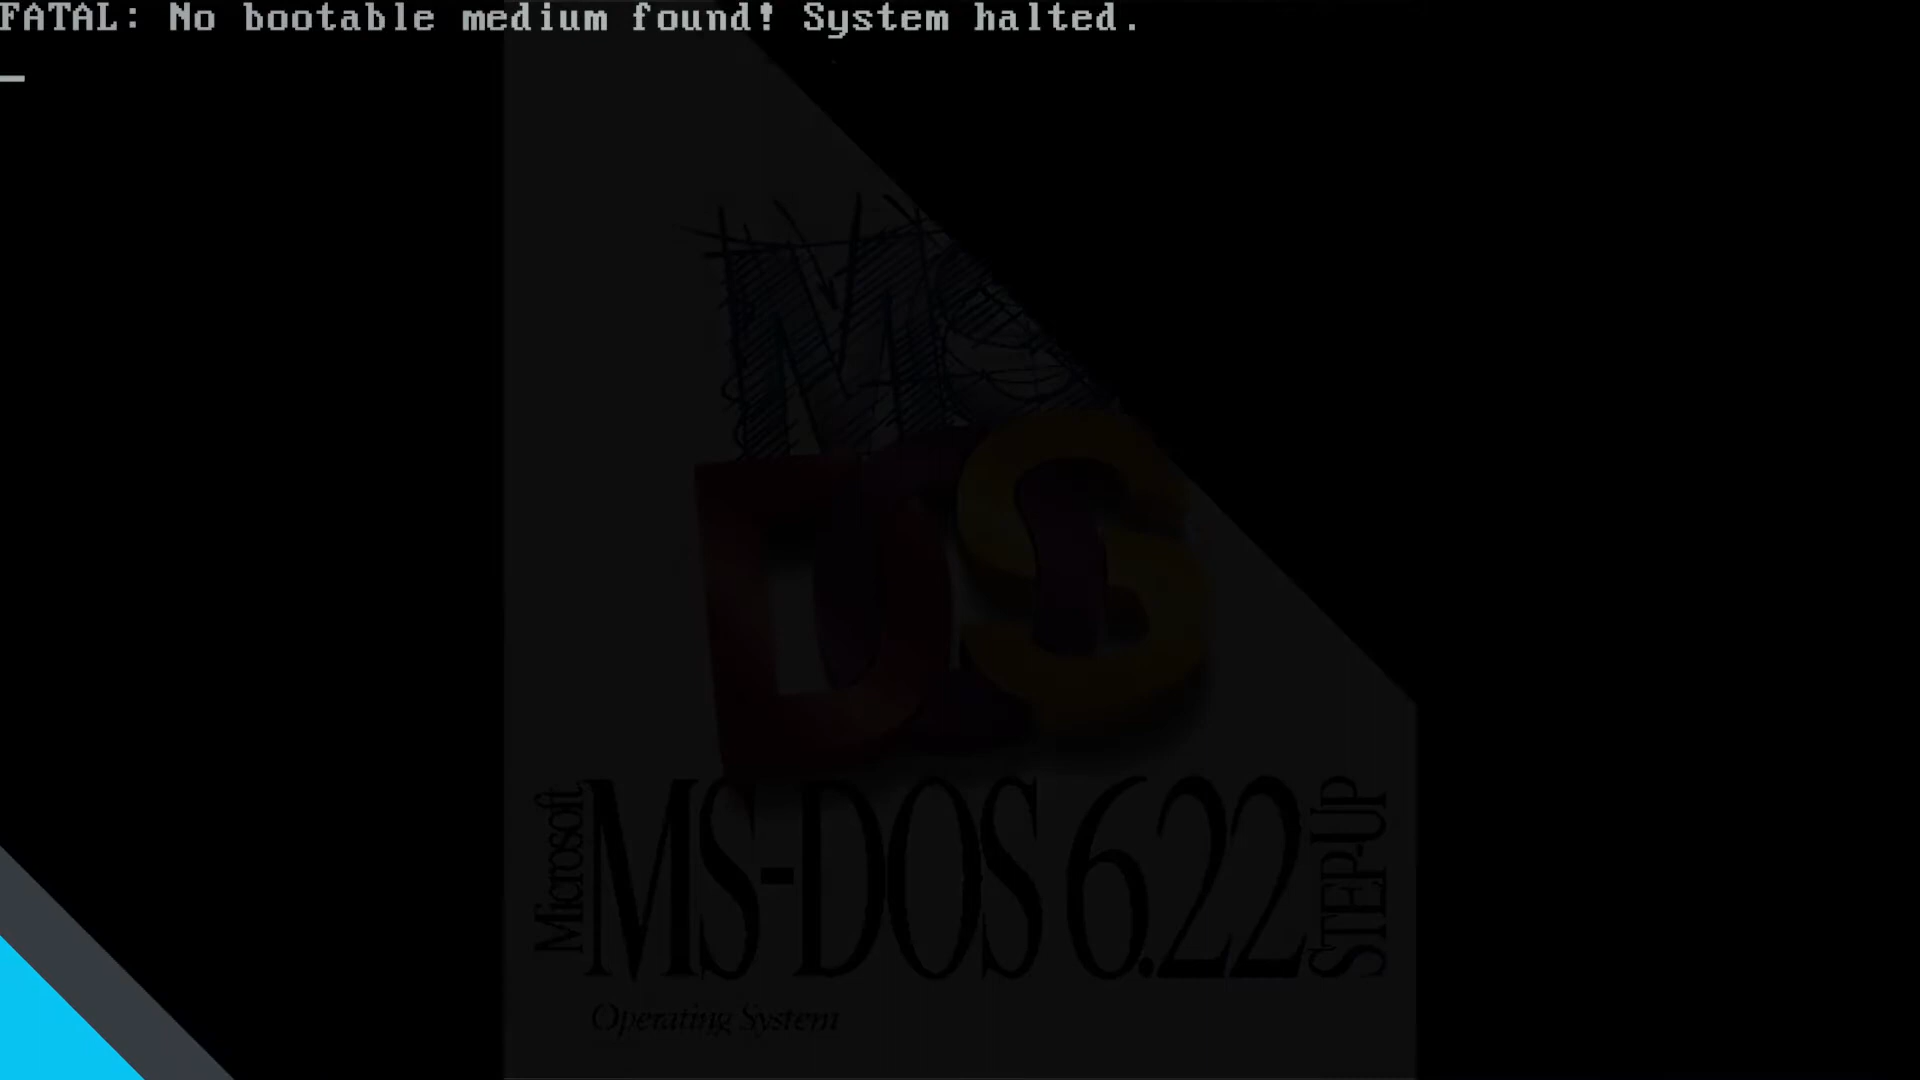 FATAL: No bootable medium found! System halted.
MS
DOS
Microsoft
MS-DOS 6.22
STEP-UP
Operating System